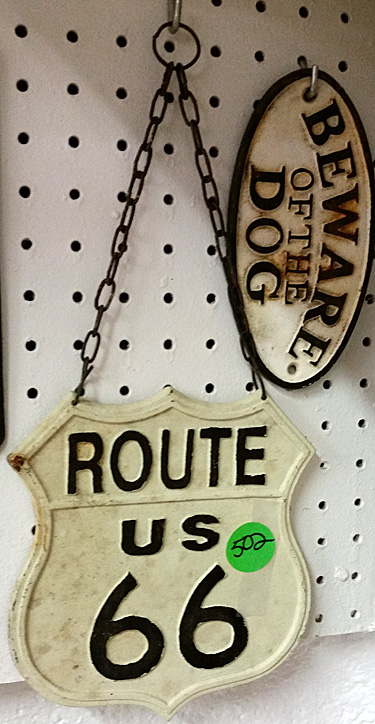 BEWARE
OF THE
DOG
ROUTE
US
502
66